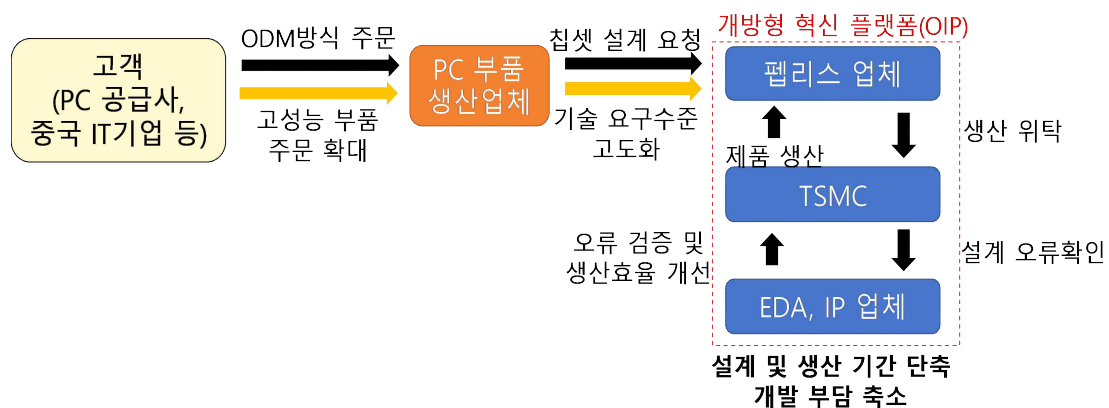 고객
(PC 공급사,
중국 IT기업 등)
ODM방식 주문
고성능 부품
주문 확대
PC 부품
생산업체
칩셋 설계 요청
기술 요구수준
고도화
개방형 혁신 플랫폼(OIP)
펩리스 업체
제품 생산
생산 위탁
TSMC
오류 검증 및
생산효율 개선
설계 오류확인
EDA, IP 업체
설계 및 생산 기간 단축
개발 부담 축소